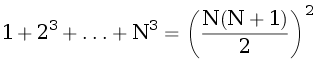 1 + 2³ + . . . + N³ = (N(N + 1)/2)²